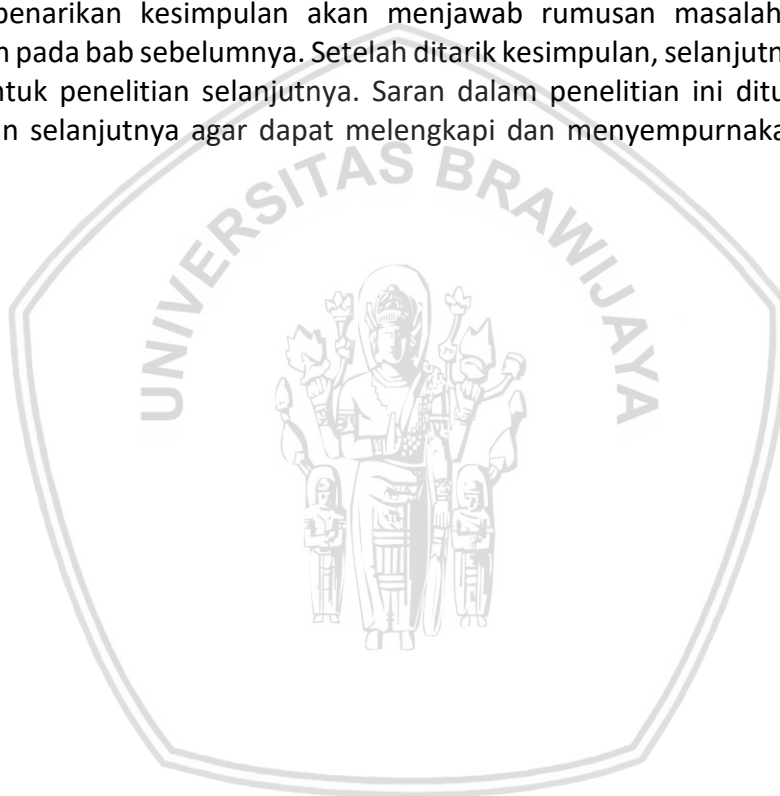 penarikan kesimpulan akan menjawab rumusan masalah
pada bab sebelumnya. Setelah ditarik kesimpulan, selanjutn
ntuk penelitian selanjutnya. Saran dalam penelitian ini ditu
n selanjutnya agar dapat melengkapi dan menyempurnaka
UNIVERSITAS BRAWIJAYA